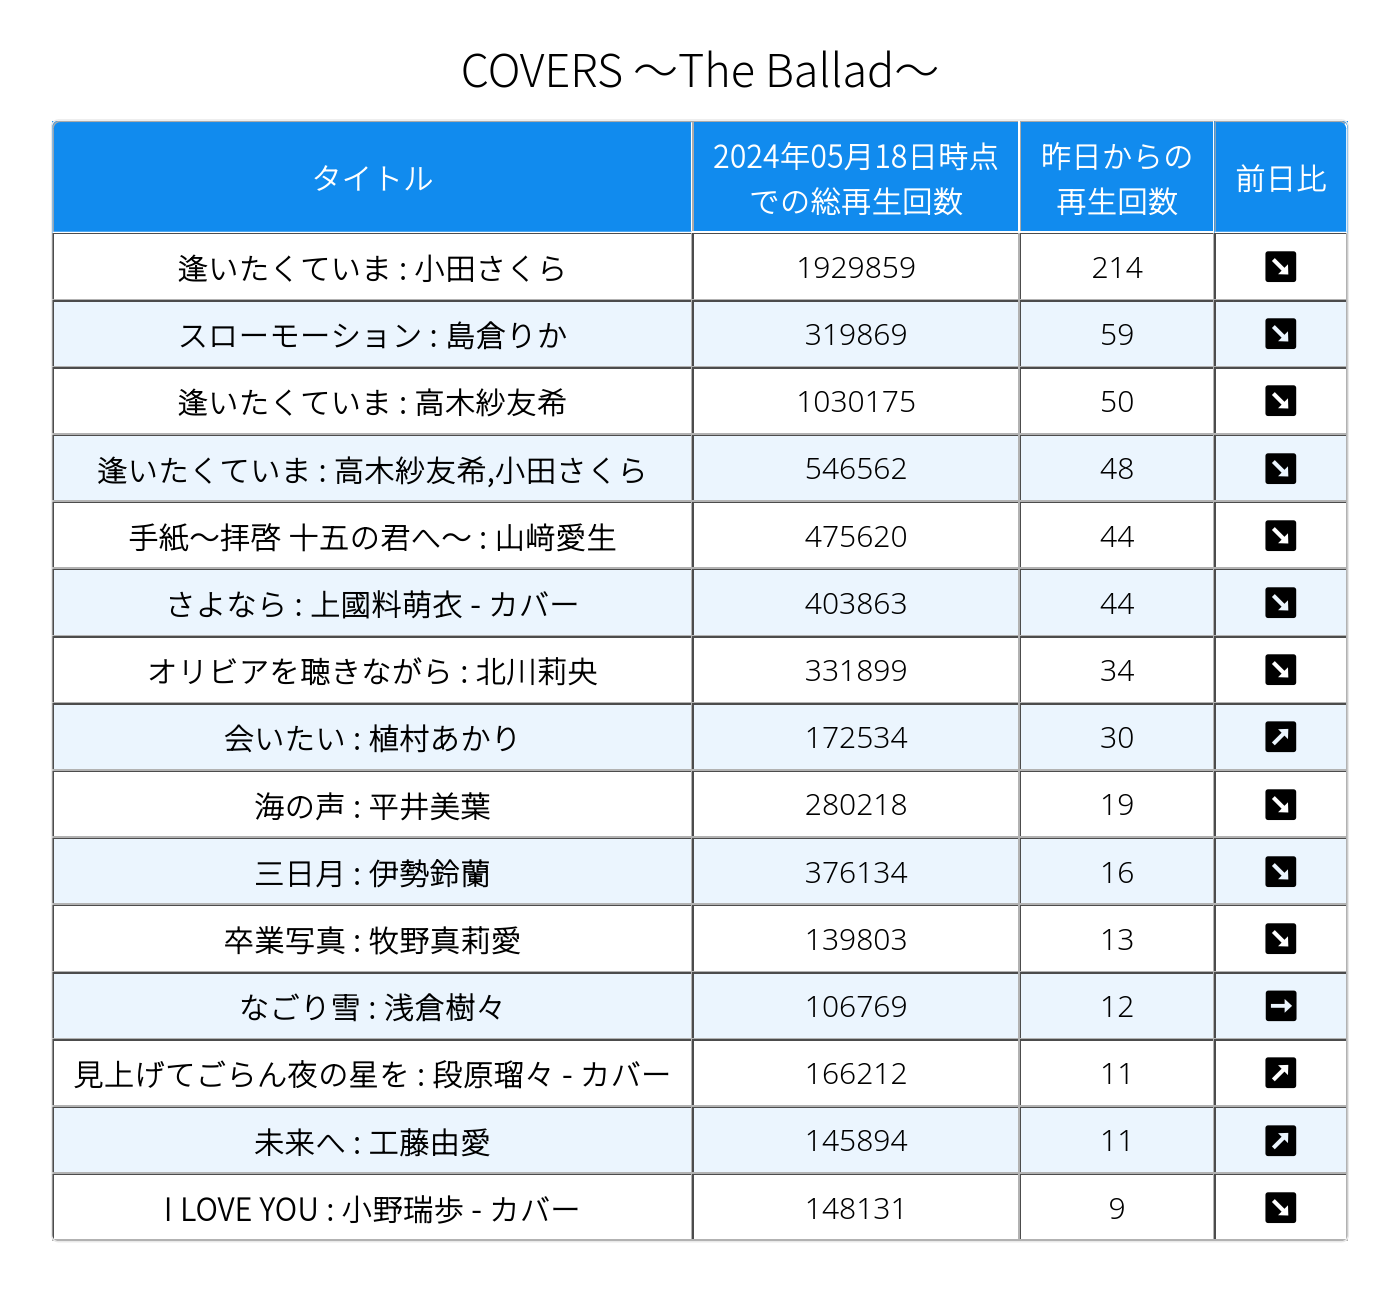 COVERS ～The Ballad～
タイトル 2024年05月18日時点での総再生回数 昨日からの再生回数 前日比
逢いたくていま : 小田さくら 1929859 214 ↘
スローモーション : 島倉りか 319869 59 ↘
逢いたくていま : 高木紗友希 1030175 50 ↘
逢いたくていま : 高木紗友希,小田さくら 546562 48 ↘
手紙～拝啓 十五の君へ～ : 山﨑愛生 475620 44 ↘
さよなら : 上國料萌衣 - カバー 403863 44 ↘
オリビアを聴きながら : 北川莉央 331899 34 ↘
会いたい : 植村あかり 172534 30 ↗
海の声 : 平井美葉 280218 19 ↘
三日月 : 伊勢鈴蘭 376134 16 ↘
卒業写真 : 牧野真莉愛 139803 13 ↘
なごり雪 : 浅倉樹々 106769 12 →
見上げてごらん夜の星を : 段原瑠々 - カバー 166212 11 ↗
未来へ : 工藤由愛 145894 11 ↗
I LOVE YOU : 小野瑞歩 - カバー 148131 9 ↘